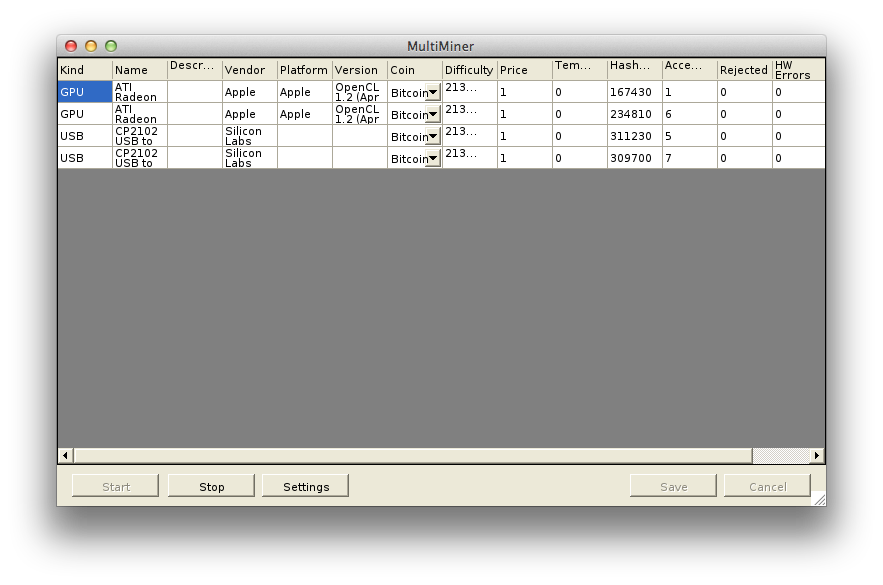 MultiMiner
Kind Name Descr... Vendor Platform Version Coin Difficulty Price Tem... Hash... Acce... Rejected HW Errors
GPU ATI Radeon Apple Apple OpenCL 1.2 (Apr Bitcoin 213... 1 0 167430 1 0 0
GPU ATI Radeon Apple Apple OpenCL 1.2 (Apr Bitcoin 213... 1 0 234810 6 0 0
USB CP2102 USB to Silicon Labs Bitcoin 213... 1 0 311230 5 0 0
USB CP2102 USB to Silicon Labs Bitcoin 213... 1 0 309700 7 0 0
Start Stop Settings Save Cancel